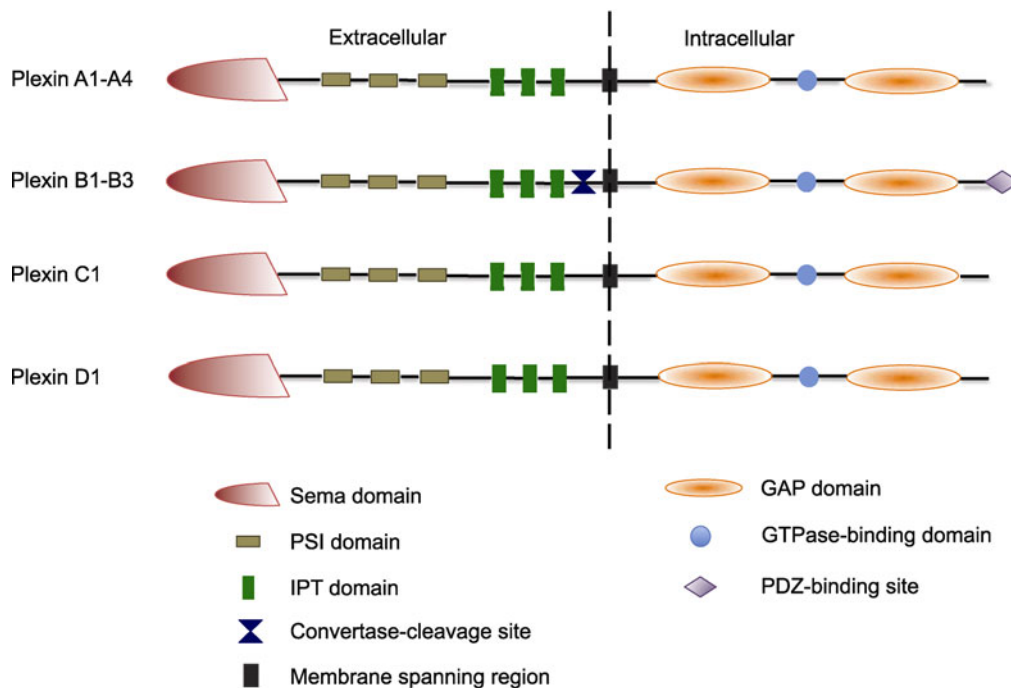 Extracellular
Intracellular
Plexin A1-A4
Plexin B1-B3
Plexin C1
Plexin D1
Sema domain
PSI domain
IPT domain
Convertase-cleavage site
Membrane spanning region
GAP domain
GTPase-binding domain
PDZ-binding site